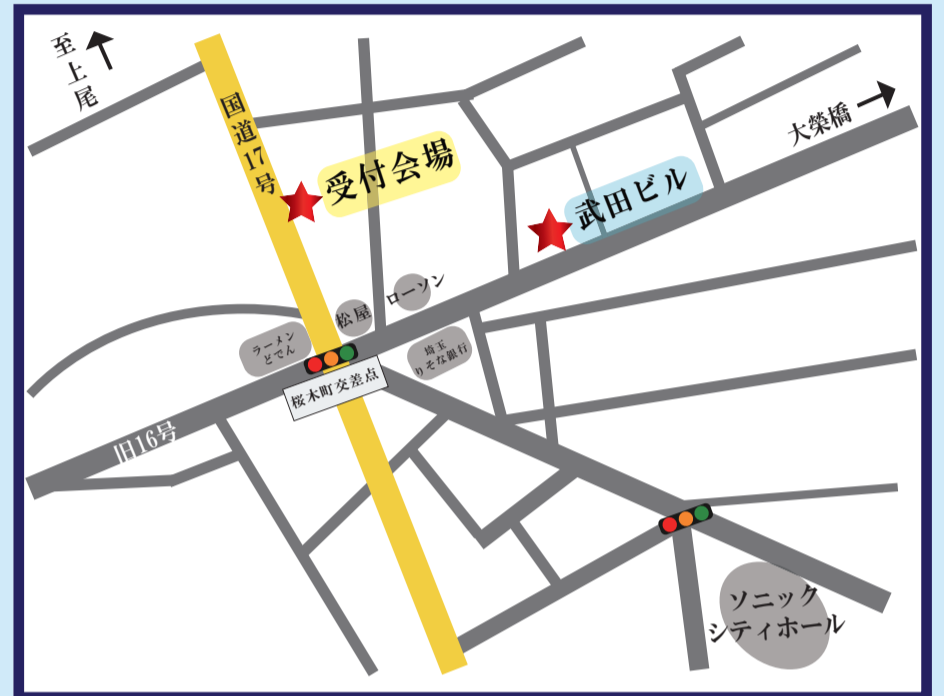 至上尾
国道17号
受付会場
大榮橋
武田ビル
ローソン
松屋
ラーメン
どでん
埼玉
りそな銀行
桜木町交差点
旧16号
ソニック
シティホール